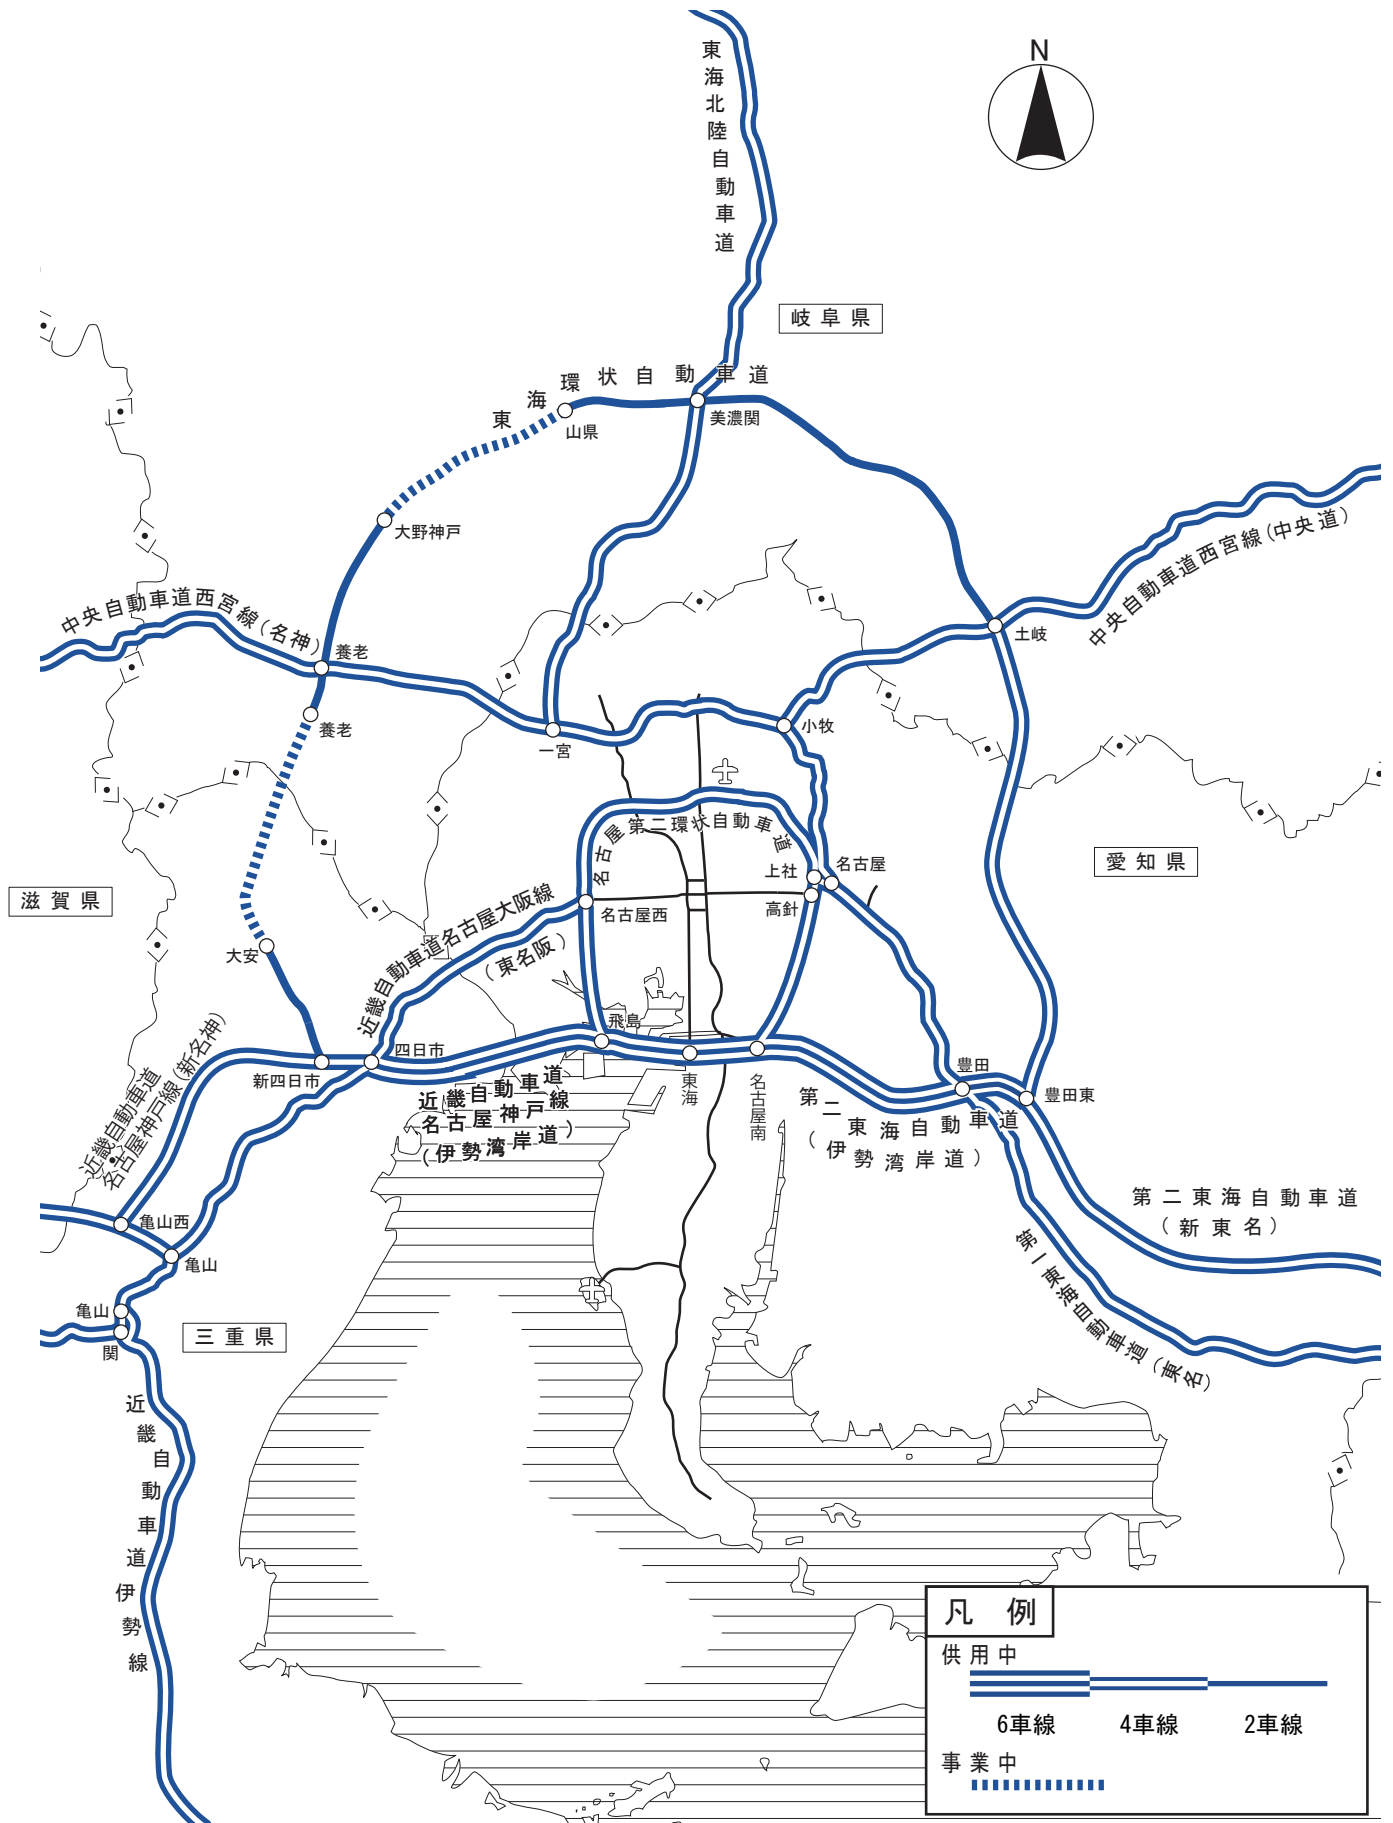 N
東海北陸自動車道
岐阜県
東海環状自動車道
山県
美濃関
大野神戸
中央自動車道西宮線(中央道)
中央自動車道西宮線(名神)
養老
土岐
養老
一宮
小牧
名古屋第二環状自動車道
愛知県
上社
名古屋
滋賀県
高針
名古屋西
近畿自動車道名古屋大阪線
(東名阪)
大安
飛島
四日市
新四日市
近畿自動車道
名古屋神戸線(新名神)
近畿自動車道
名古屋神戸線
(伊勢湾岸道)
東海
名古屋南
豊田
豊田東
第二東海自動車道
(伊勢湾岸道)
第二東海自動車道
(新東名)
亀山西
亀山
第一東海自動車道(東名)
亀山
三重県
関
近畿自動車道伊勢線
凡例
供用中
6車線
4車線
2車線
事業中